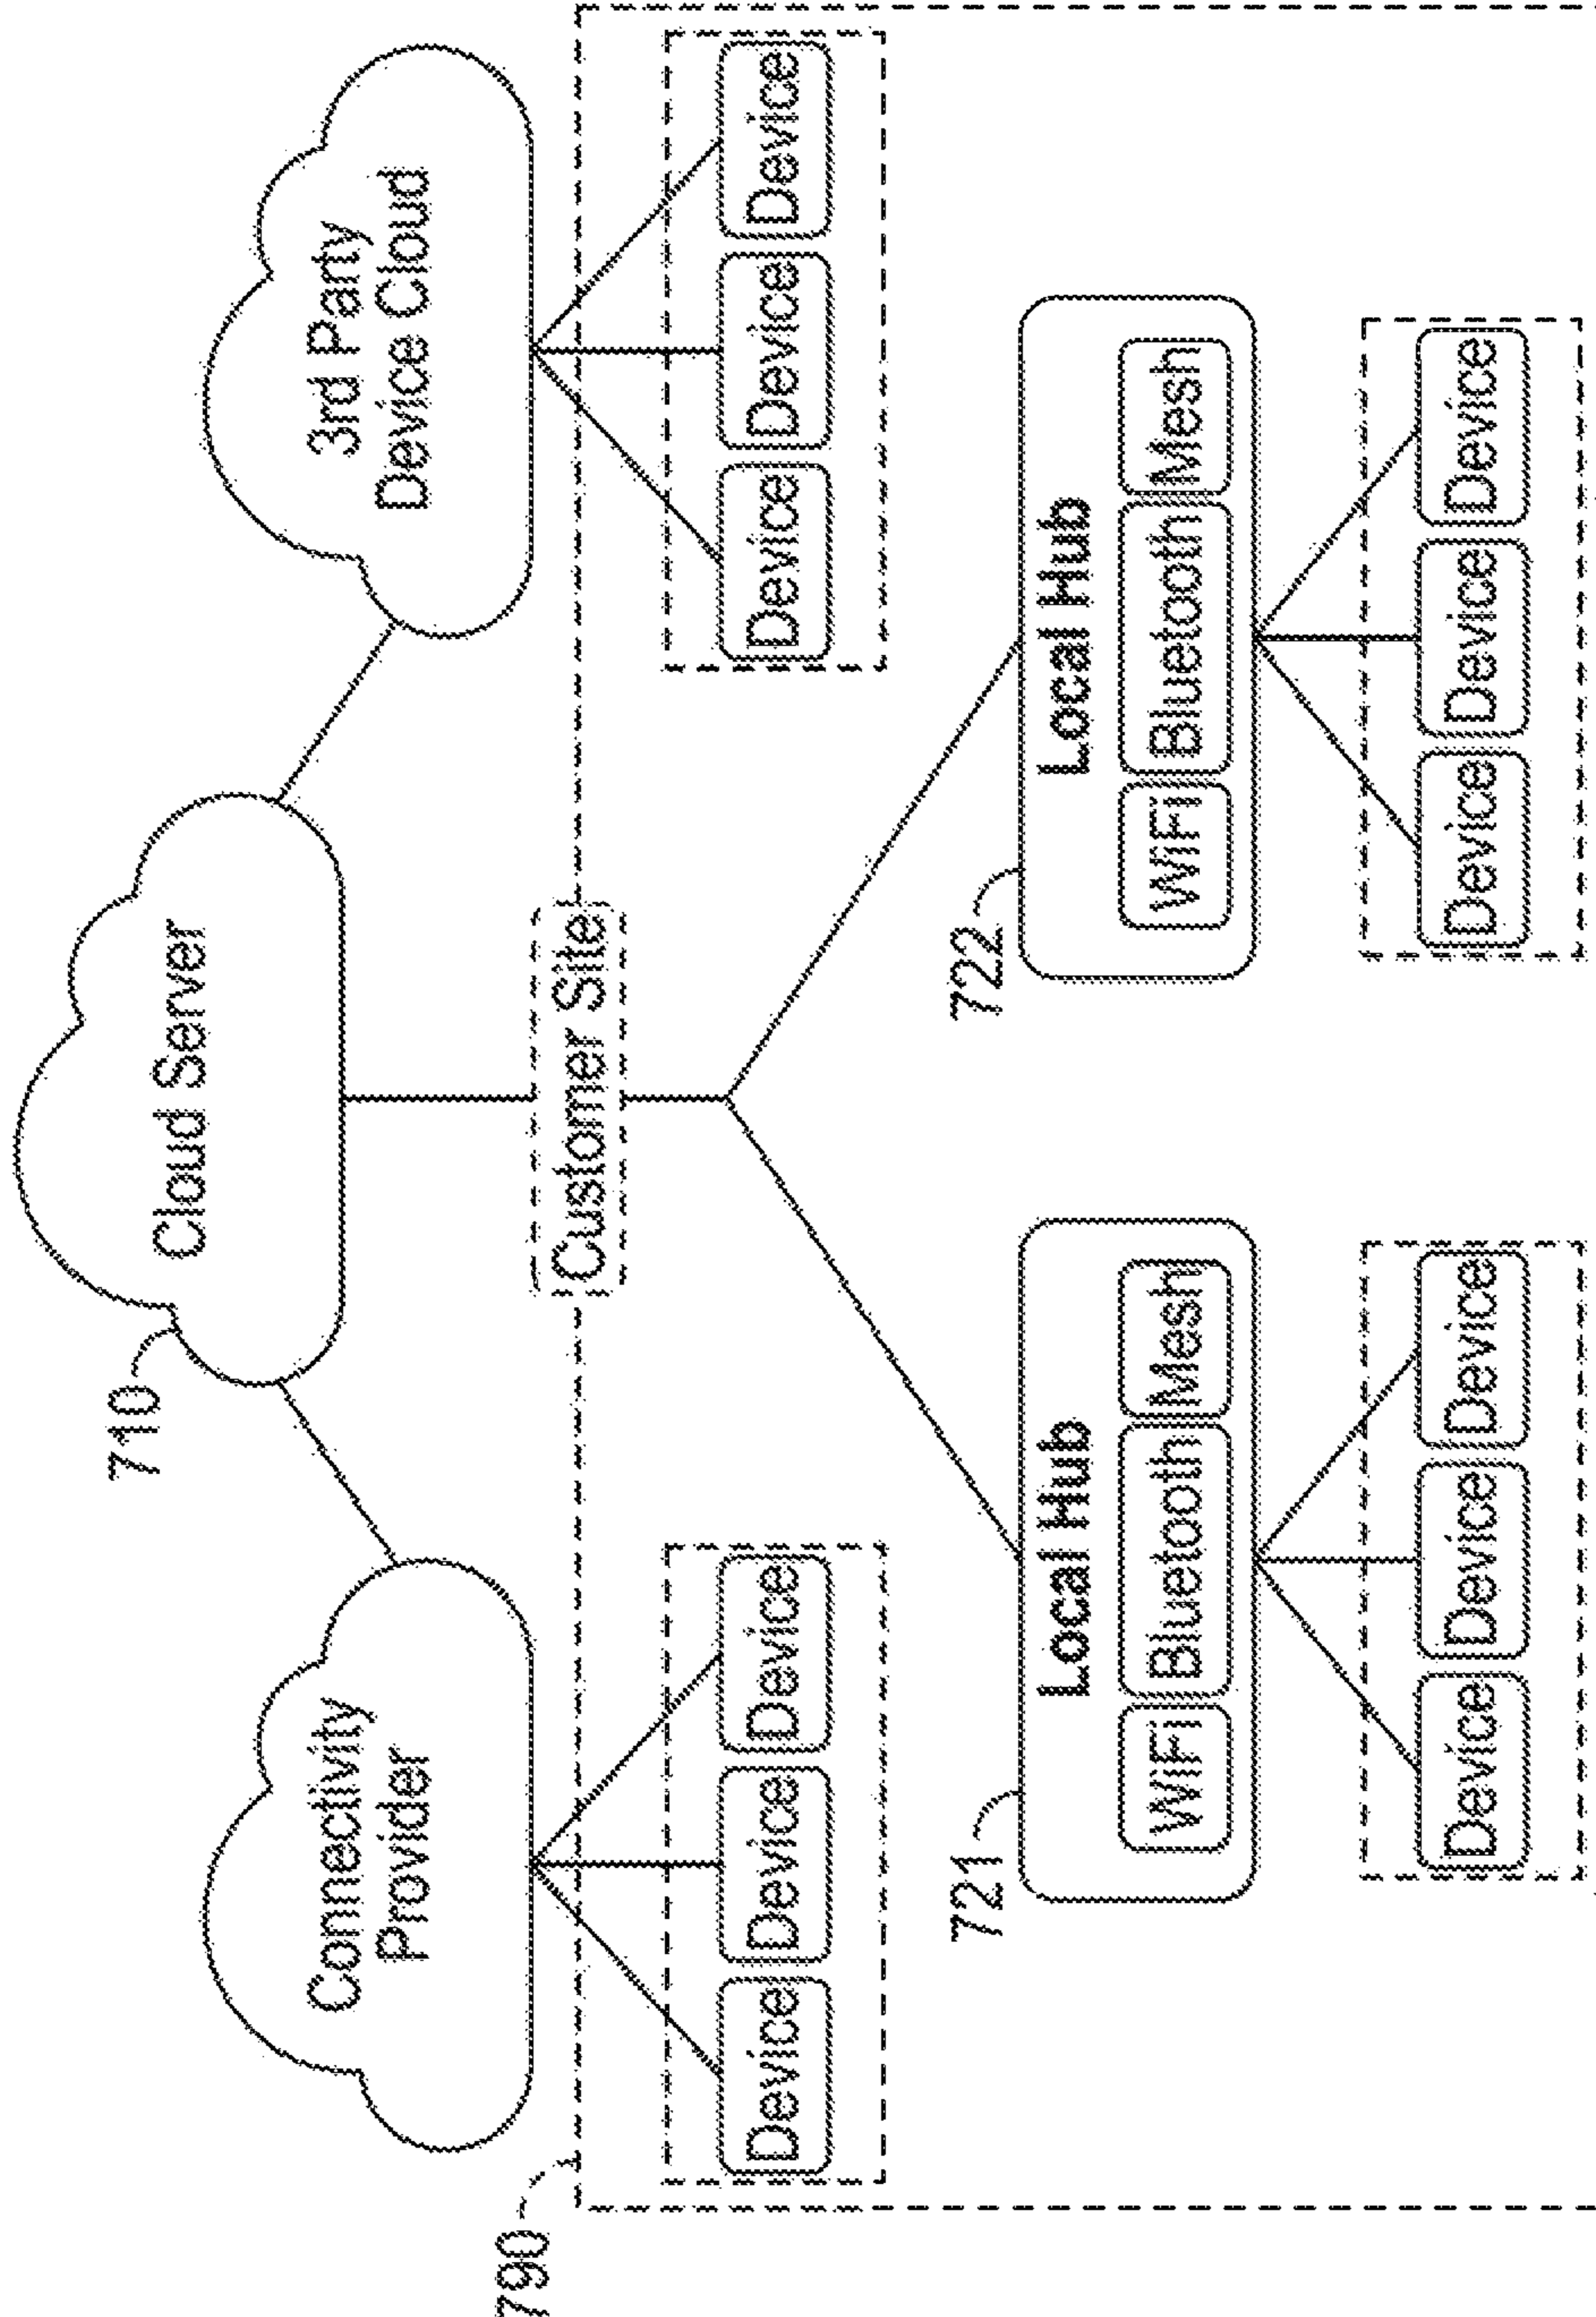 710
Cloud Server
Connectivity
Provider
3rd Party
Device Cloud
790
Customer Site
Device Device Device
Device Device Device
721
Local Hub
WiFi Bluetooth Mesh
722
Local Hub
WiFi Bluetooth Mesh
Device Device Device
Device Device Device